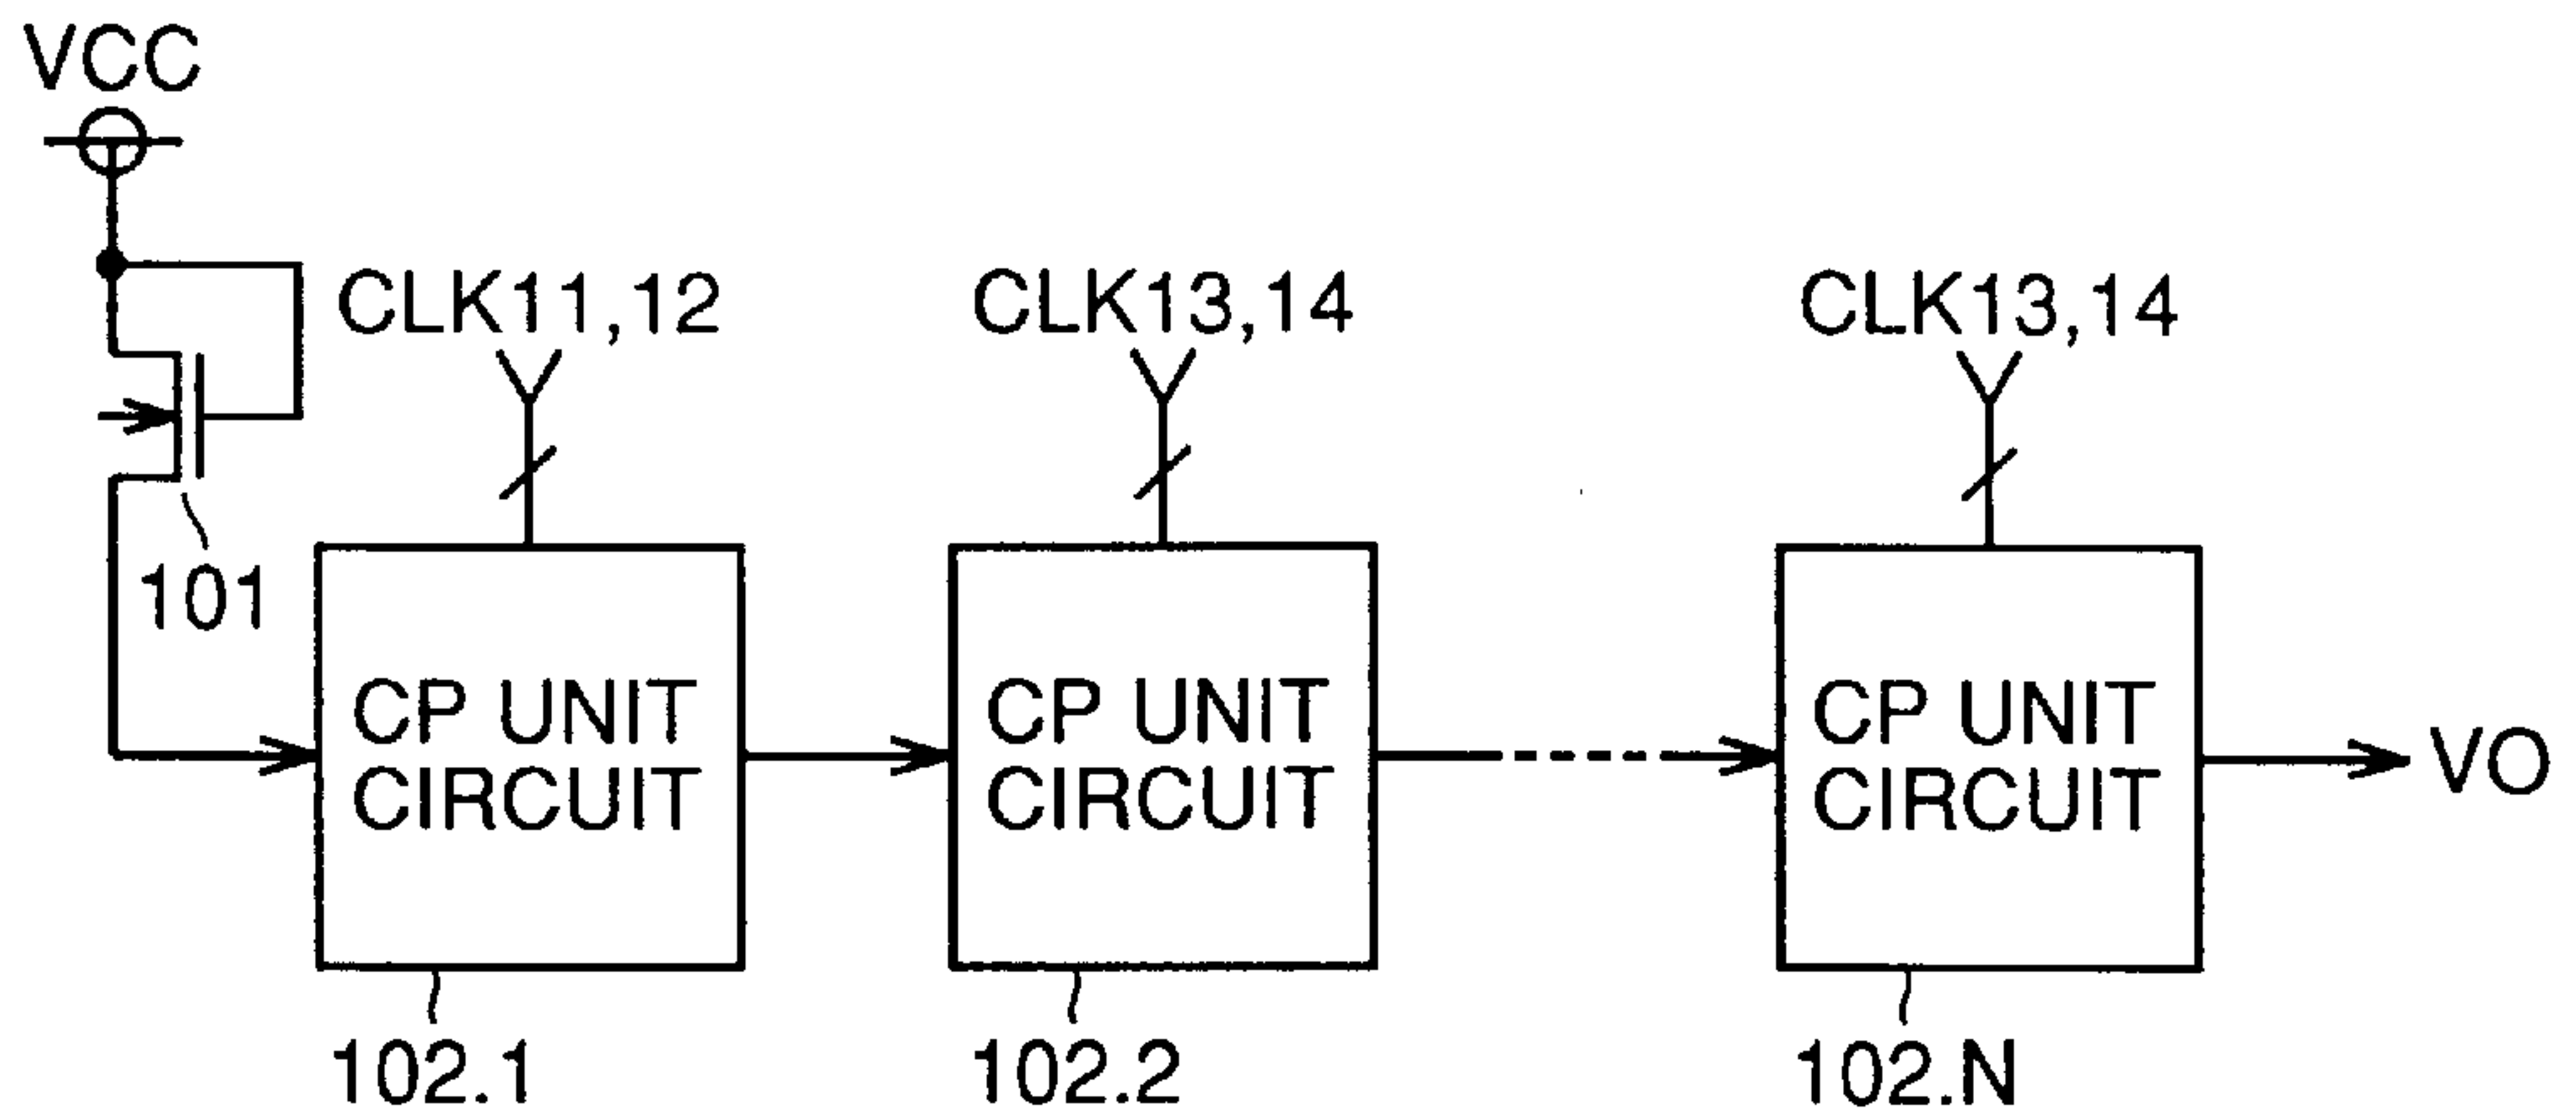 VCC
CLK11,12
CLK13,14
CLK13,14
101
CP UNIT
CIRCUIT
CP UNIT
CIRCUIT
CP UNIT
CIRCUIT
VO
102.1
102.2
102.N